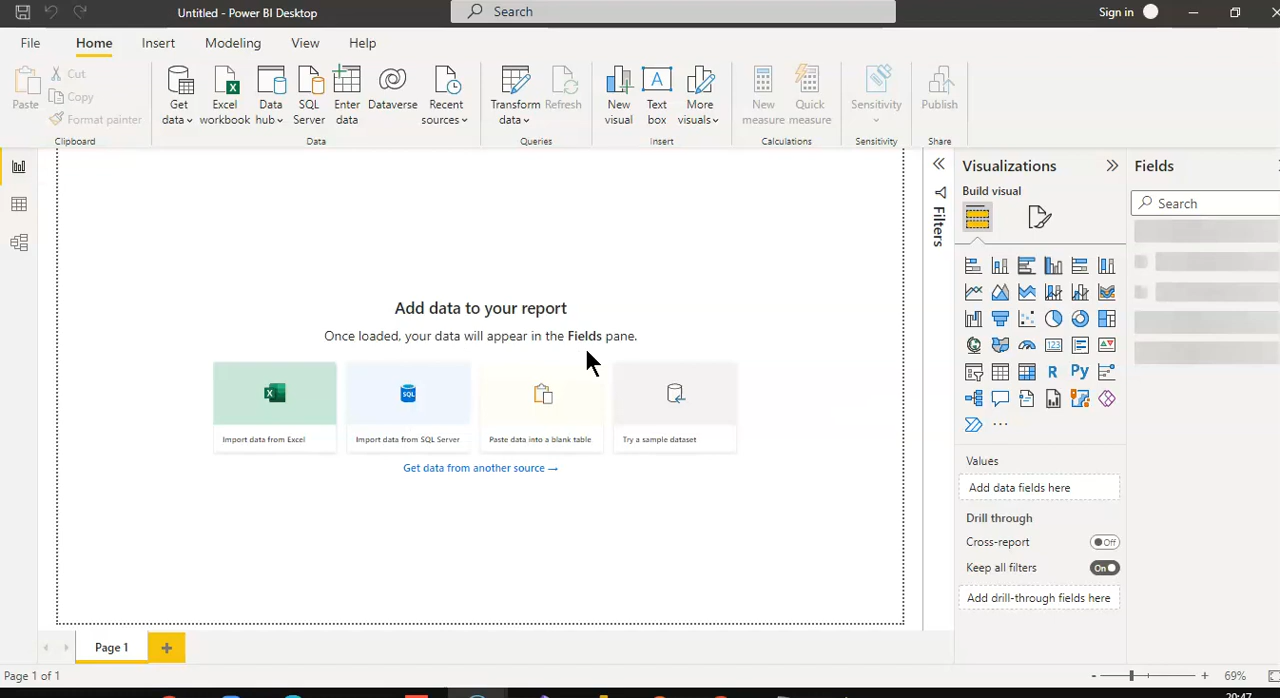 Untitled - Power BI Desktop
Search
Sign in
File Home Insert Modeling View Help
Paste
Cut
Copy
Format painter
Get data
Excel workbook
Data hub
SQL Server
Enter data
Dataverse
Recent sources
Transform data
Refresh
New visual
Text box
More visuals
New measure
Quick measure
Sensitivity
Publish
Clipboard
Data
Queries
Insert
Calculations
Sensitivity
Share
Add data to your report
Once loaded, your data will appear in the Fields pane.
SQL
Import data from Excel
Import data from SQL Server
Paste data into a blank table
Try a sample dataset
Get data from another source →
Filters
Visualizations
Build visual
123
R
Py
Values
Add data fields here
Drill through
Cross-report
Off
Keep all filters
On
Add drill-through fields here
Fields
Search
Page 1
Page 1 of 1
- + 69%